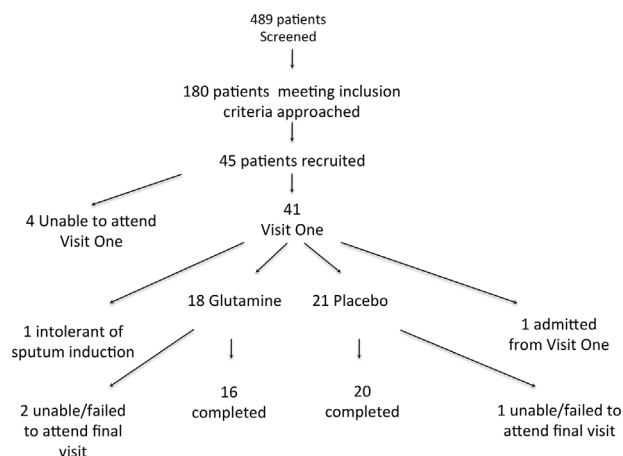 489 patients
Screened
180 patients meeting inclusion
criteria approached
45 patients recruited
4 Unable to attend
Visit One
41
Visit One
18 Glutamine
21 Placebo
1 intolerant of
sputum induction
1 admitted
from Visit One
2 unable/failed
to attend final
visit
16
completed
20
completed
1 unable/failed to
attend final visit